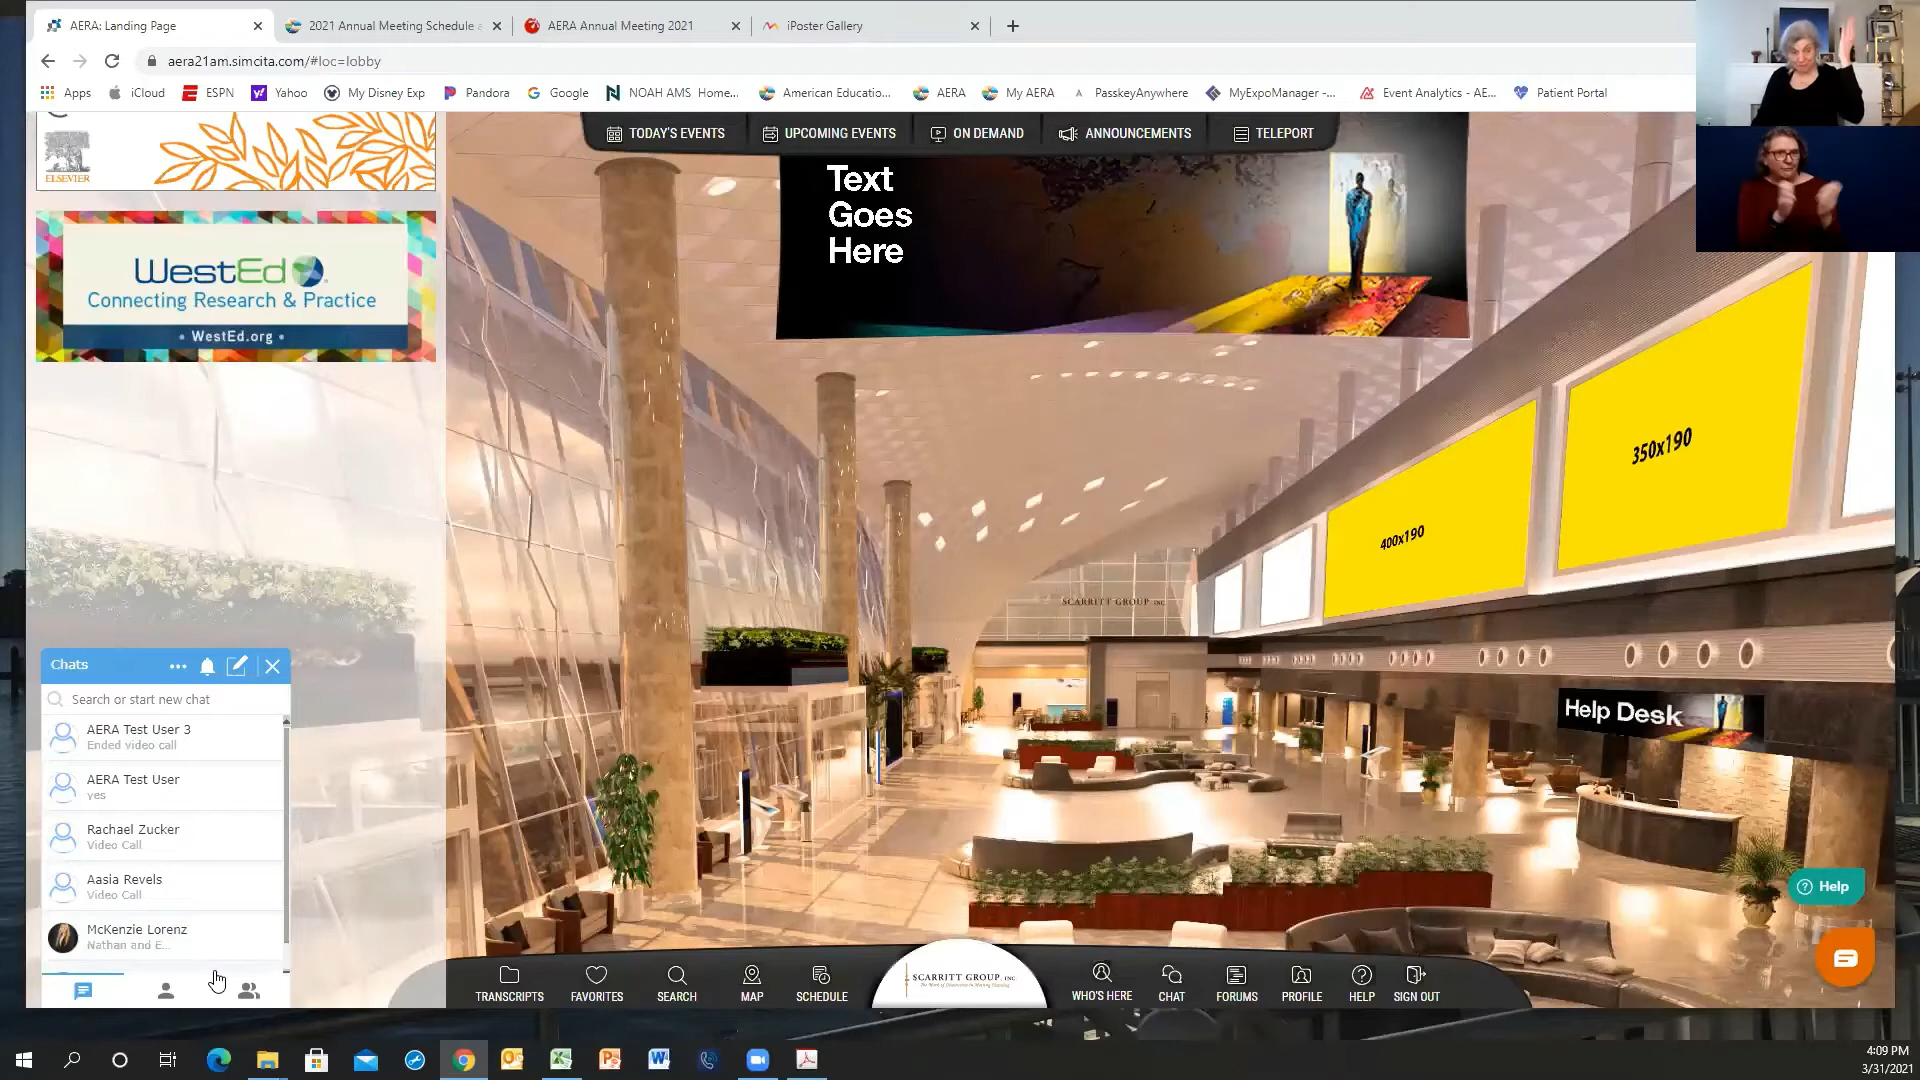 AERA: Landing Page
2021 Annual Meeting Schedule a
AERA Annual Meeting 2021
iPoster Gallery
aera21am.simcita.com/#loc=lobby
Apps
iCloud
ESPN
Yahoo
My Disney Exp
Pandora
Google
NOAH AMS Home...
American Educatio...
AERA
My AERA
PasskeyAnywhere
MyExpoManager -...
Event Analytics - AE...
Patient Portal
TODAY'S EVENTS
UPCOMING EVENTS
ON DEMAND
ANNOUNCEMENTS
TELEPORT
ELSEVIER
WestEd
Connecting Research & Practice
• WestEd.org •
Text
Goes
Here
350x190
400x190
SCARRITT GROUP INC
Help Desk
Chats
Search or start new chat
AERA Test User 3
Ended video call
AERA Test User
yes
Rachael Zucker
Video Call
Aasia Revels
Video Call
McKenzie Lorenz
Nathan and E...
Help
TRANSCRIPTS
FAVORITES
SEARCH
MAP
SCHEDULE
SCARRITT GROUP, INC.
WHO'S HERE
CHAT
FORUMS
PROFILE
HELP
SIGN OUT
4:09 PM
3/31/2021